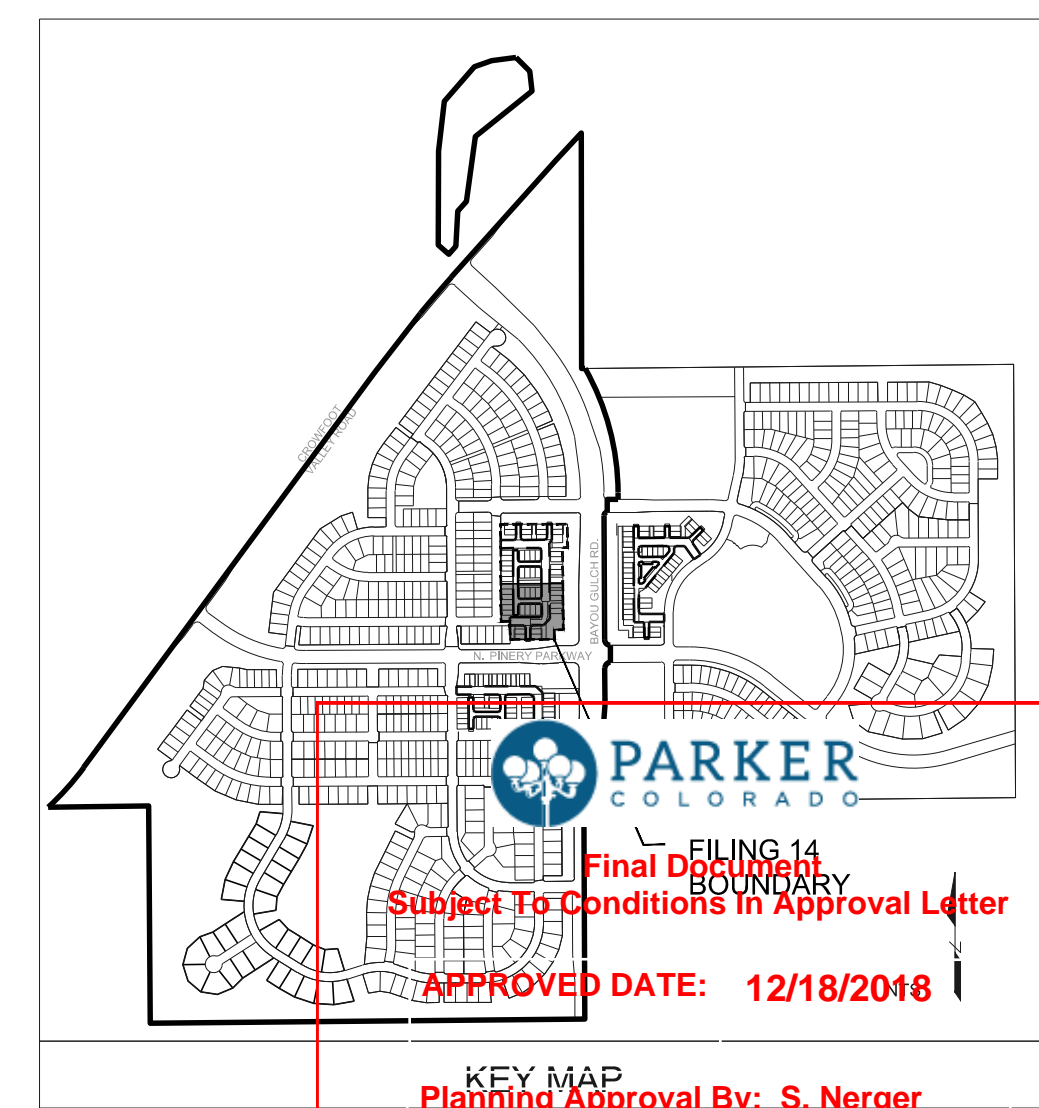 CROWFOOT
VALLEY ROAD
BAYOU GULCH RD.
N. PINERY PARKWAY
PARKER
COLORADO
FILING 14
BOUNDARY
Final Document
Subject To Conditions In Approval Letter
APPROVED DATE: 12/18/2018
NTS
KEY MAP
Planning Approval By: S. Nerger